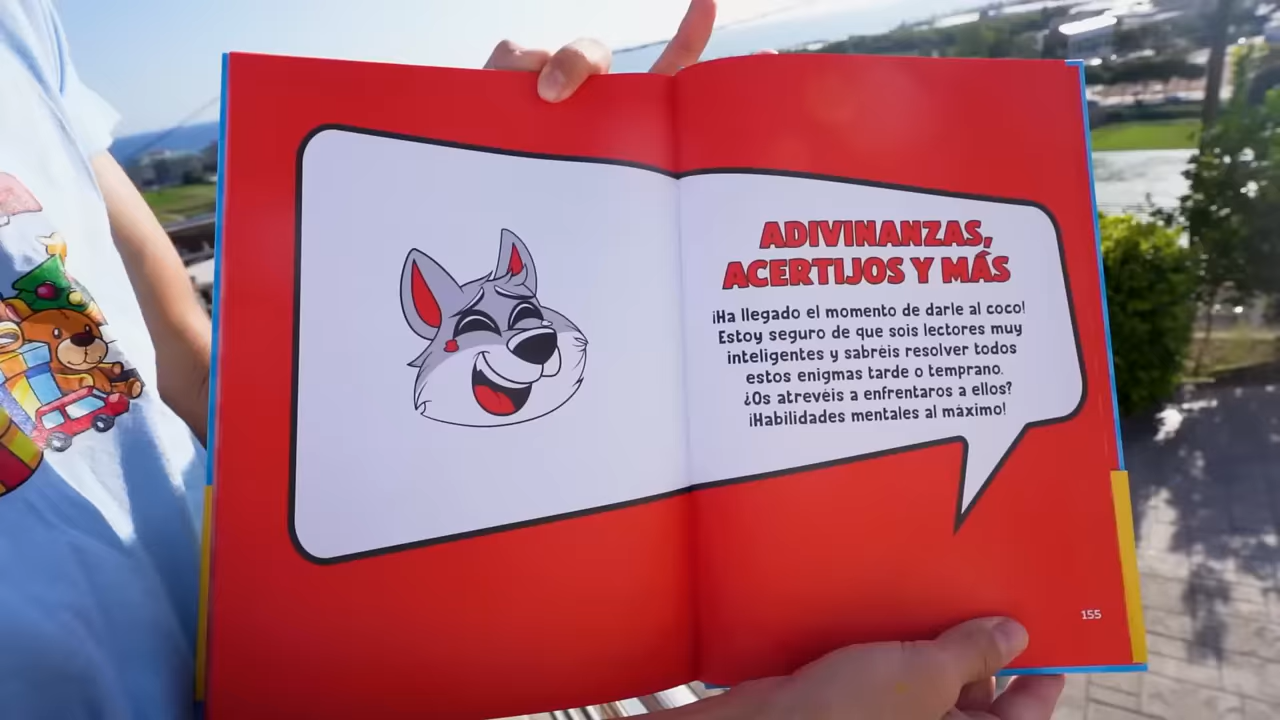 ADIVINANZAS,
ACERTIJOS Y MÁS
¡Ha llegado el momento de darle al coco!
Estoy seguro de que sois lectores muy
inteligentes y sabréis resolver todos
estos enigmas tarde o temprano.
¿Os atrevéis a enfrentaros a ellos?
¡Habilidades mentales al máximo!
155